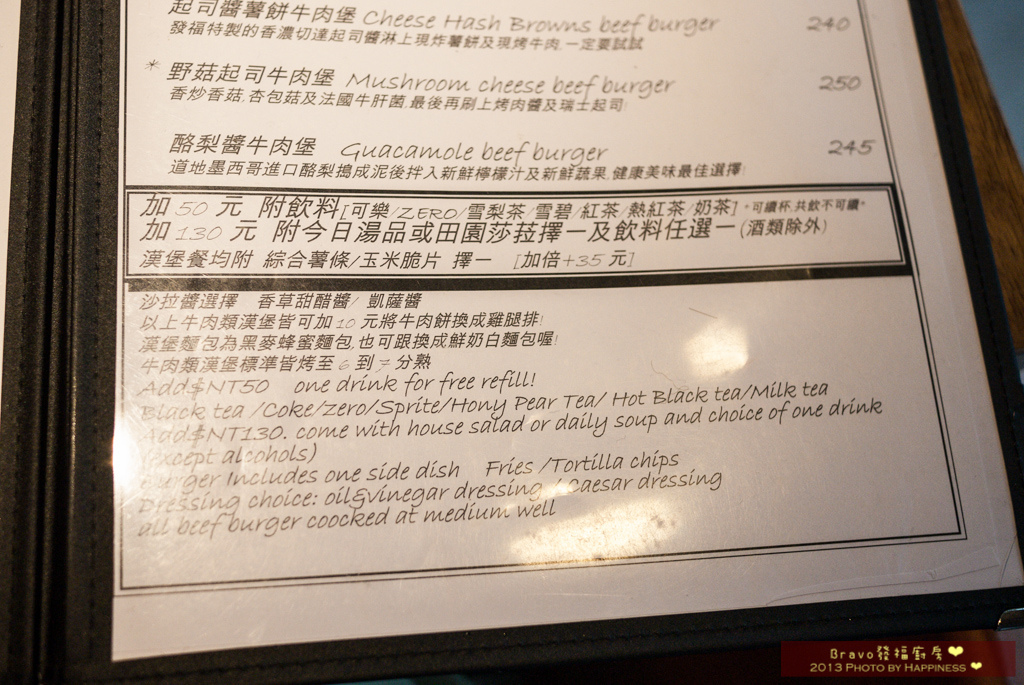 起司醬薯餅牛肉堡 Cheese Hash Browns beef burger 240
發福特製的香濃切達起司醬淋上現炸薯餅及現烤牛肉.一定要試試
* 野菇起司牛肉堡 Mushroom cheese beef burger 250
香炒香菇.杏包菇及法國牛肝菌.最後再刷上烤肉醬及瑞士起司!
酪梨醬牛肉堡 Guacamole beef burger 245
道地墨西哥進口酪梨搗成泥後拌入新鮮檸檬汁及新鮮蔬果.健康美味最佳選擇!
加 50 元 附飲料[可樂/ZERO/雪梨茶/雪碧/紅茶/熱紅茶/奶茶] *可續杯.共飲不可續*
加 130 元 附今日湯品或田園莎菈擇一及飲料任選一(酒類除外)
漢堡餐均附 綜合薯條/玉米脆片 擇一 [加倍+35 元]
沙拉醬選擇 香草甜醋醬/ 凱薩醬
以上牛肉類漢堡皆可加 10 元將牛肉餅換成雞腿排!
漢堡麵包為黑麥蜂蜜麵包,也可跟換成鮮奶白麵包喔!
牛肉類漢堡標準皆烤至 6 到 7 分熟
Add$NT50 one drink for free refill!
Black tea /Coke/zero/Sprite/Hony Pear Tea/ Hot Black tea/Milk tea
Add$NT130. come with house salad or daily soup and choice of one drink
(except alcohols)
Burger Includes one side dish Fries /Tortilla chips
Dressing choice: oil&vinegar dressing / Caesar dressing
all beef burger coocked at medium well
Bravo發福廚房❤
2013 PHOTO BY HAPPINESS ❤